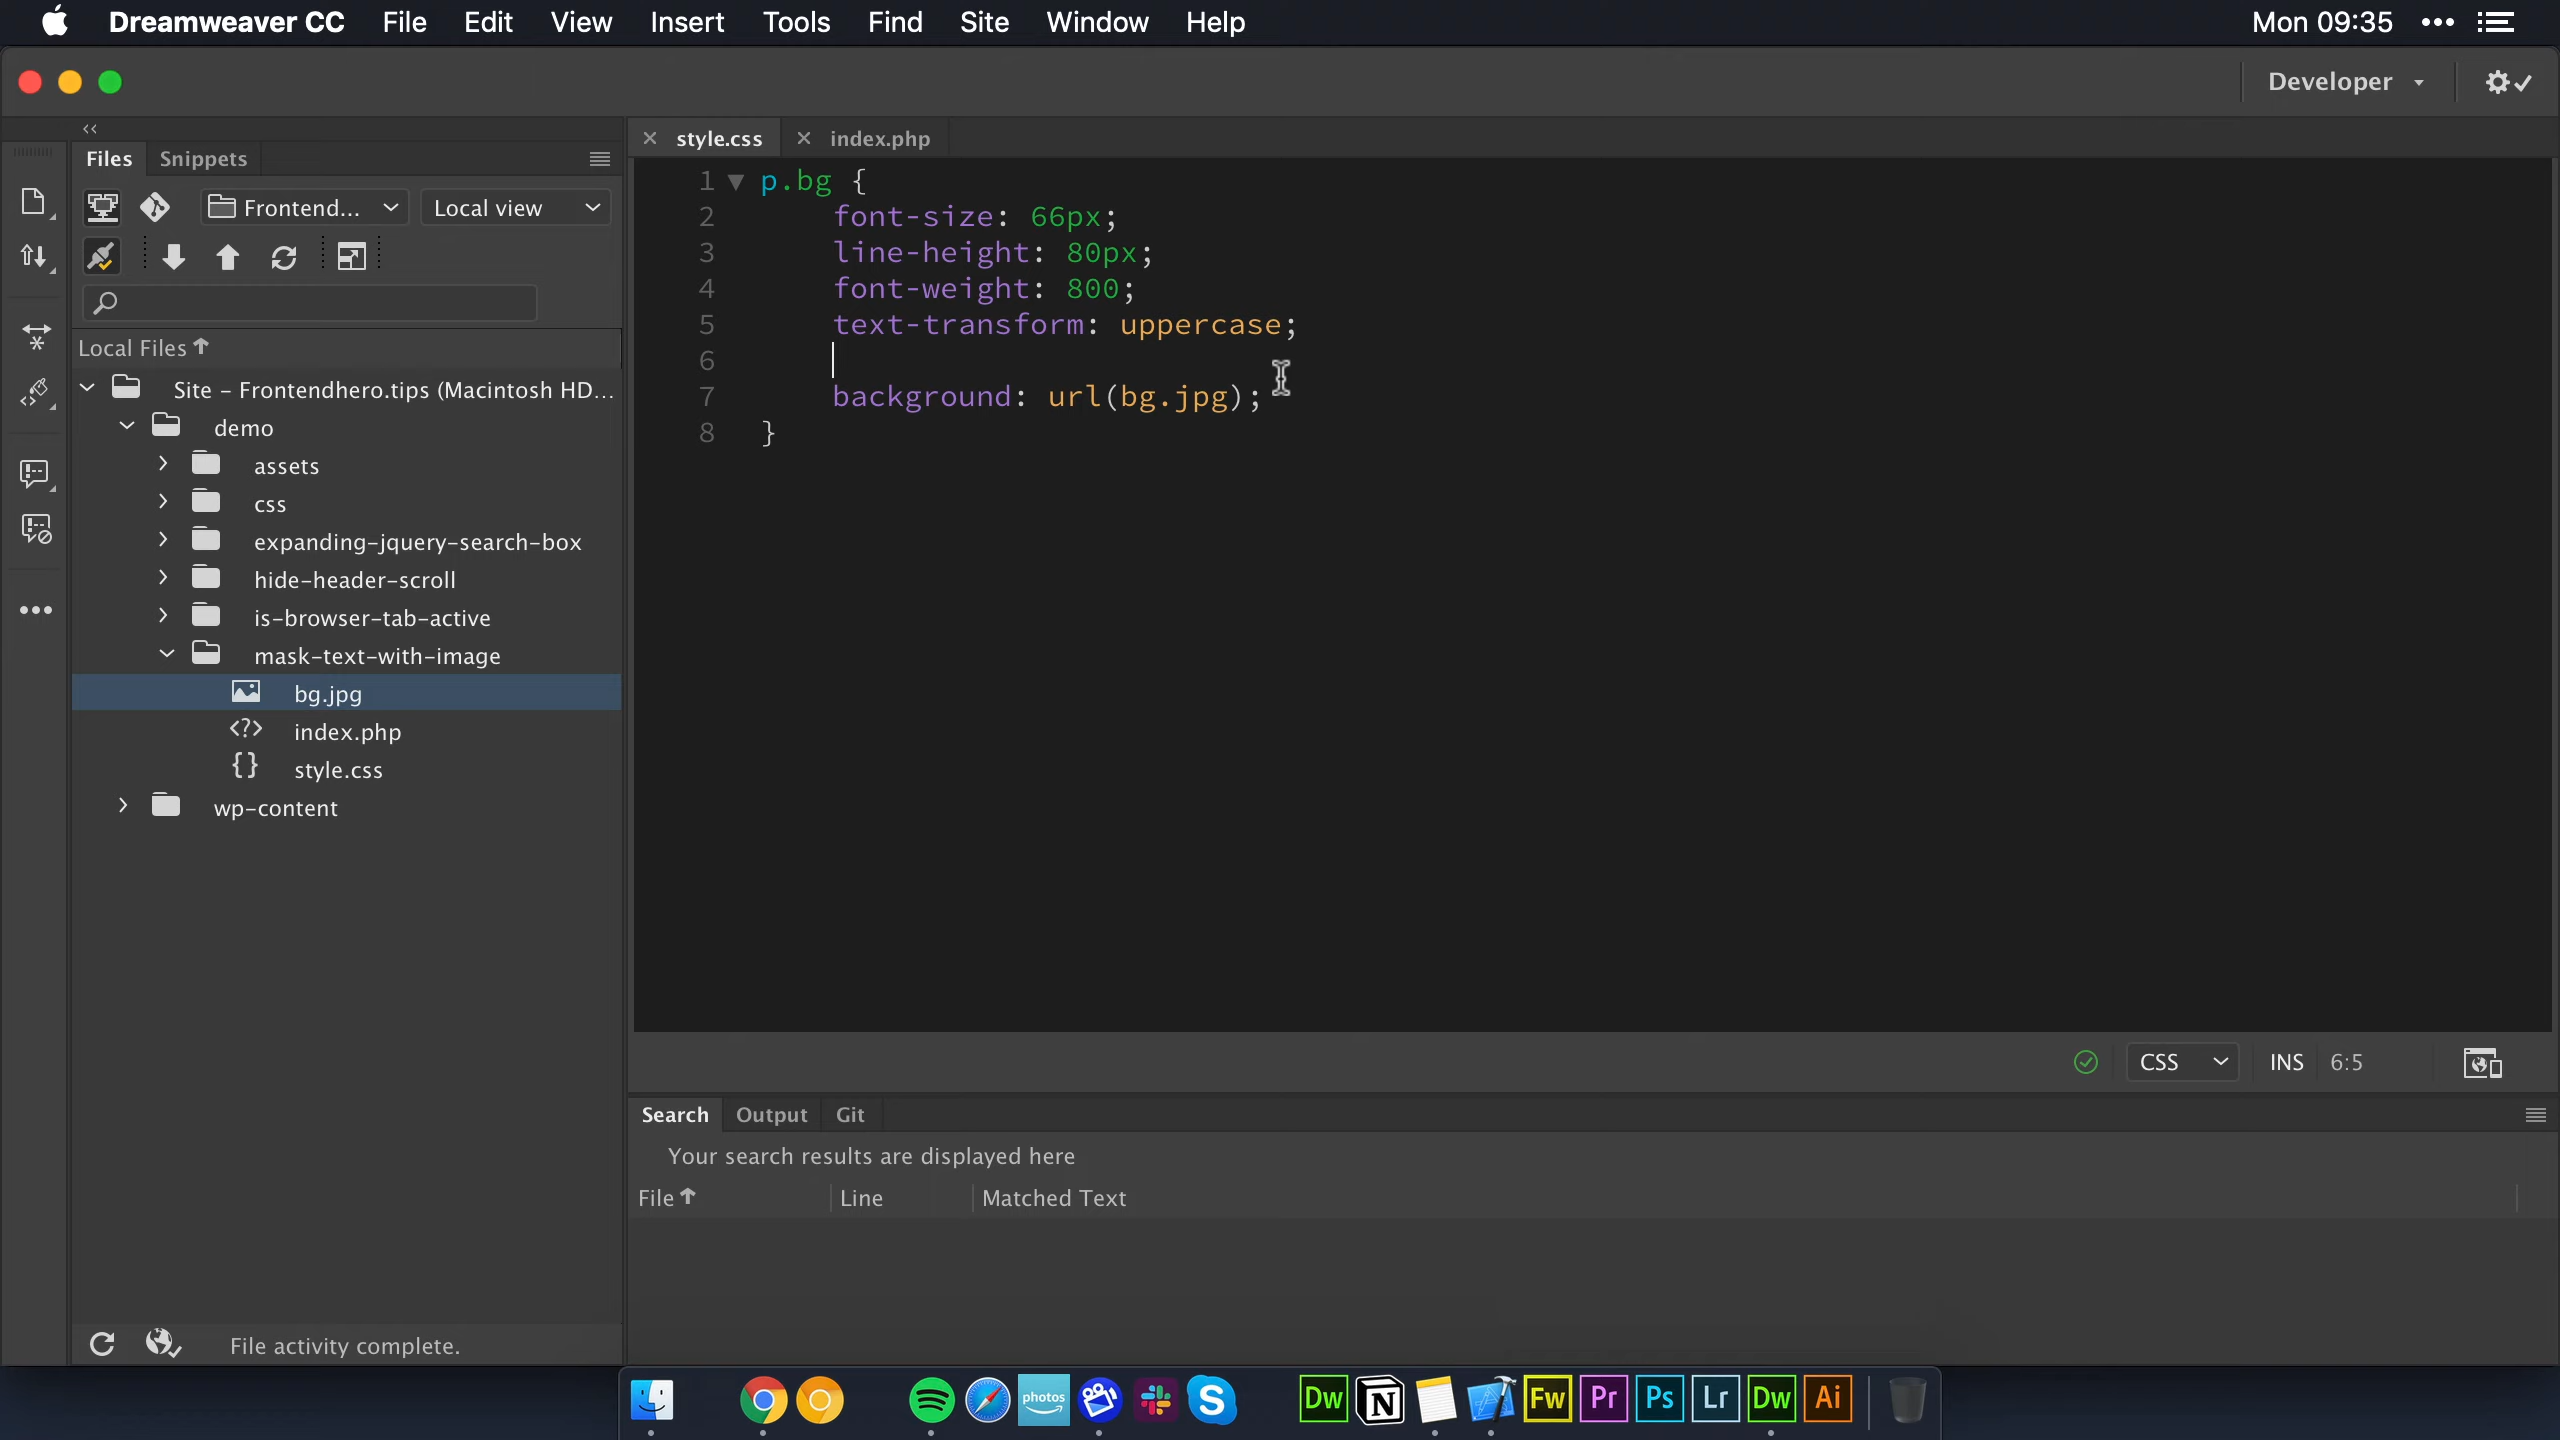 Dreamweaver CC File Edit View Insert Tools Find Site Window Help Mon 09:35
Developer
Files Snippets
style.css index.php
Frontend... Local view
Local Files
Site – Frontendhero.tips (Macintosh HD...
demo
assets
css
expanding-jquery-search-box
hide-header-scroll
is-browser-tab-active
mask-text-with-image
bg.jpg
index.php
style.css
wp-content
File activity complete.
1 p.bg {
2 font-size: 66px;
3 line-height: 80px;
4 font-weight: 800;
5 text-transform: uppercase;
6
7 background: url(bg.jpg);
8 }
CSS INS 6:5
Search Output Git
Your search results are displayed here
File Line Matched Text
photos S Dw N Fw Pr Ps Lr Dw Ai